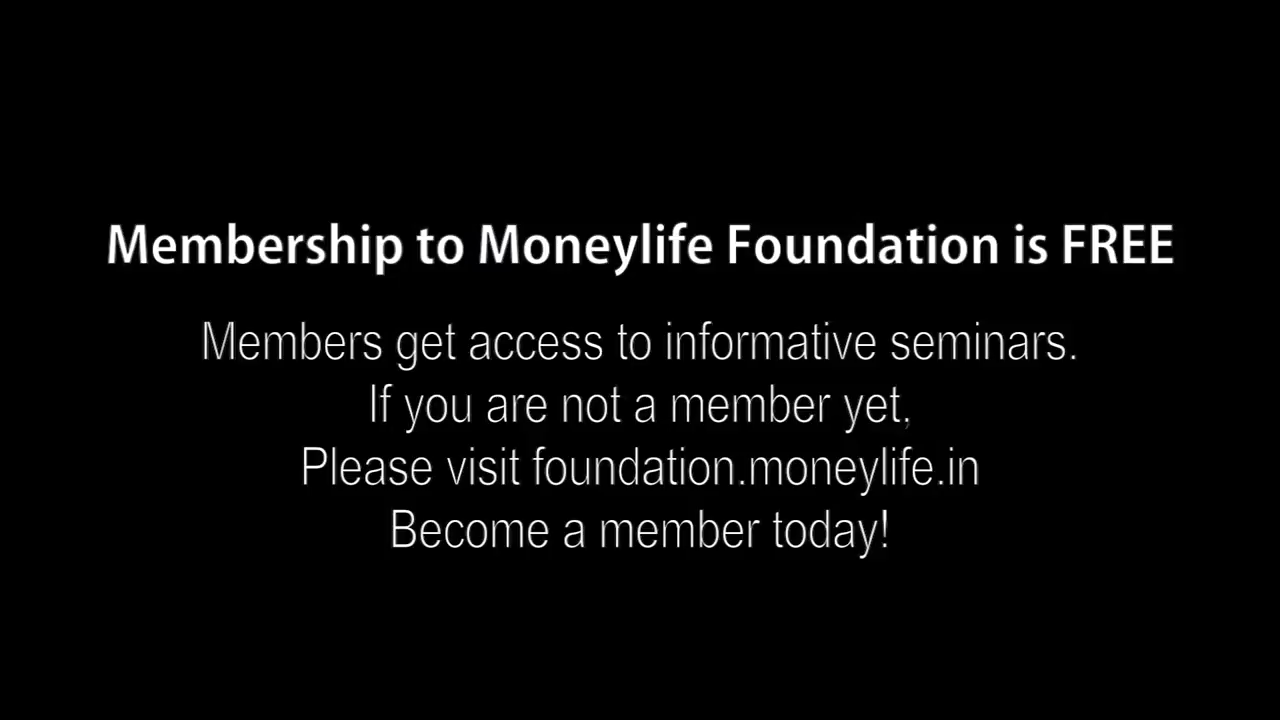 Membership to Moneylife Foundation is FREE
Members get access to informative seminars.
If you are not a member yet,
Please visit foundation.moneylife.in
Become a member today!